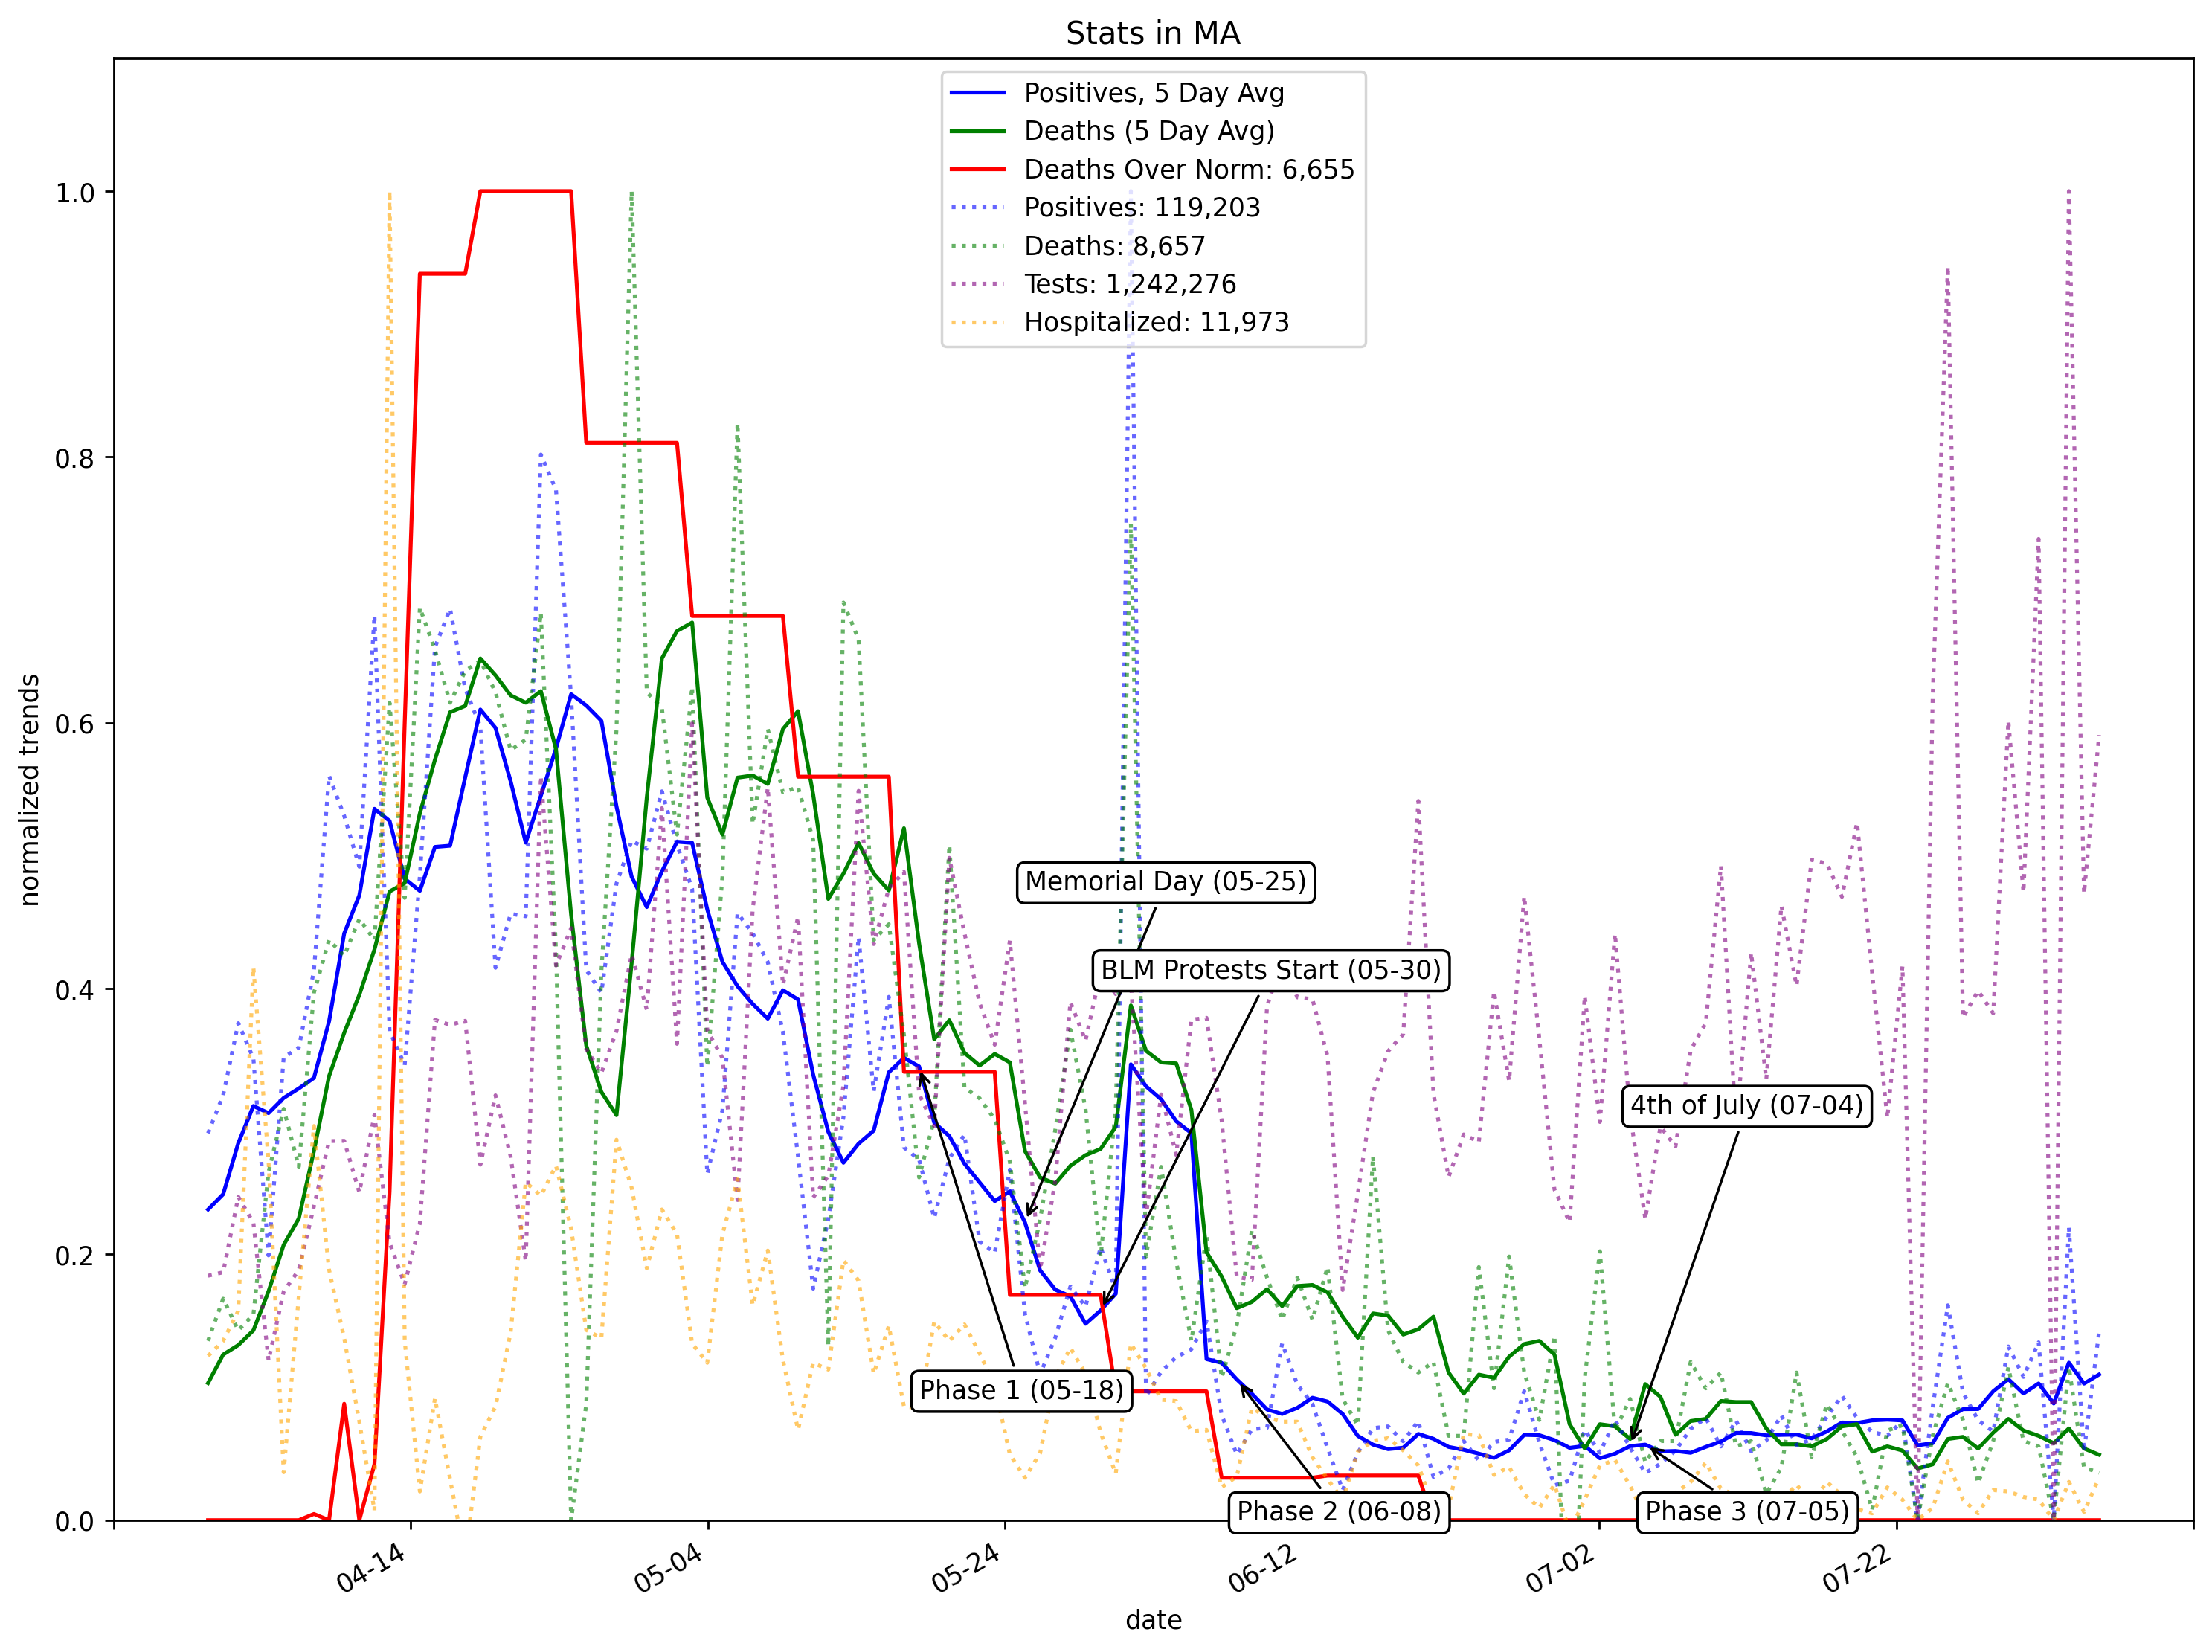 Stats in MA
Positives, 5 Day Avg
Deaths (5 Day Avg)
Deaths Over Norm: 6,655
Positives: 119,203
Deaths: 8,657
Tests: 1,242,276
Hospitalized: 11,973
1.0
0.8
0.6
0.4
0.2
0.0
normalized trends
Memorial Day (05-25)
BLM Protests Start (05-30)
4th of July (07-04)
Phase 1 (05-18)
Phase 2 (06-08)
Phase 3 (07-05)
04-14
05-04
05-24
06-12
07-02
07-22
date